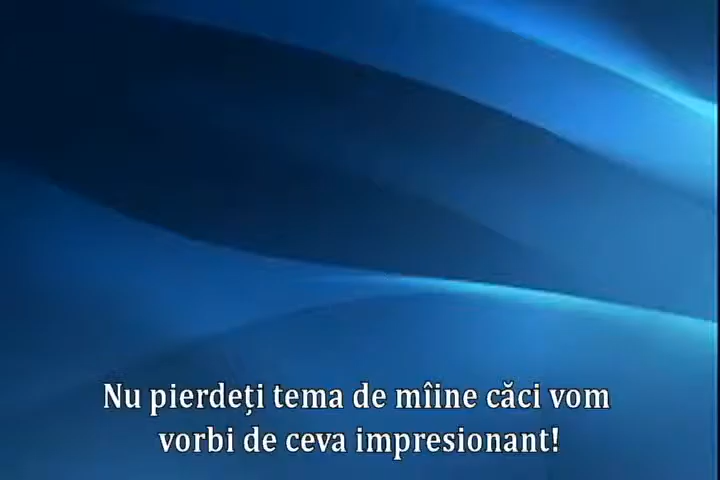 Nu pierdeți tema de mîine căci vom
vorbi de ceva impresionant!